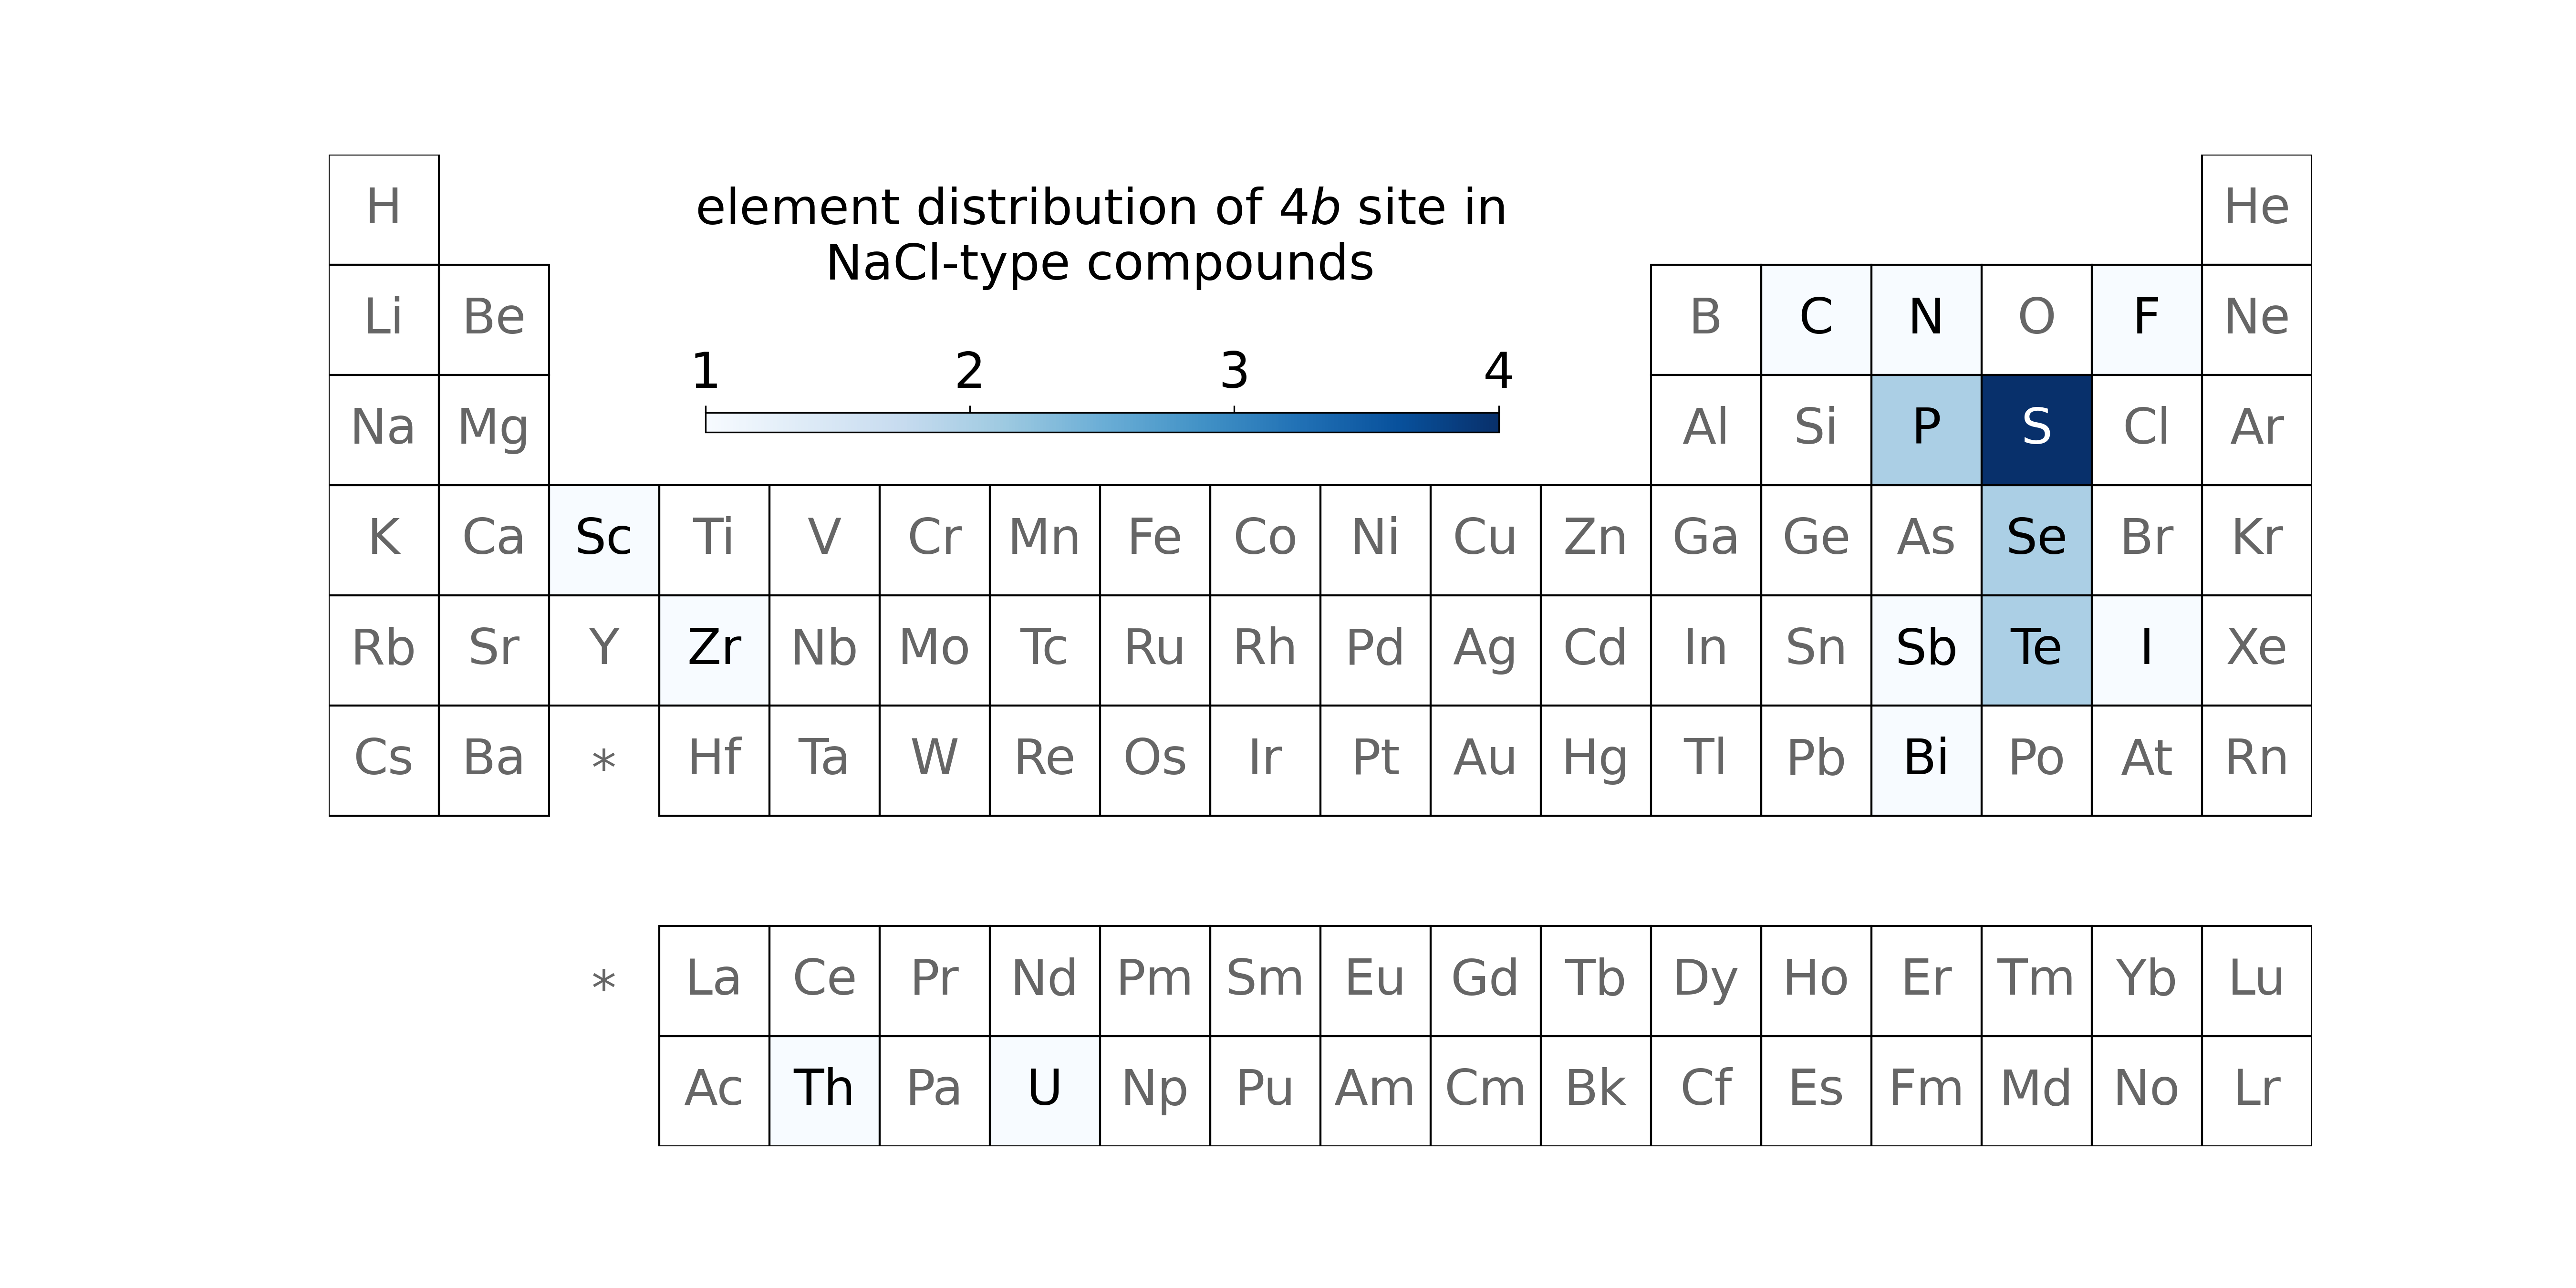 H
element distribution of 4b site in
NaCl-type compounds
He
Li Be
B C N O F Ne
1 2 3 4
Na Mg
Al Si P S Cl Ar
K Ca Sc Ti V Cr Mn Fe Co Ni Cu Zn Ga Ge As Se Br Kr
Rb Sr Y Zr Nb Mo Tc Ru Rh Pd Ag Cd In Sn Sb Te I Xe
Cs Ba * Hf Ta W Re Os Ir Pt Au Hg Tl Pb Bi Po At Rn
* La Ce Pr Nd Pm Sm Eu Gd Tb Dy Ho Er Tm Yb Lu
Ac Th Pa U Np Pu Am Cm Bk Cf Es Fm Md No Lr